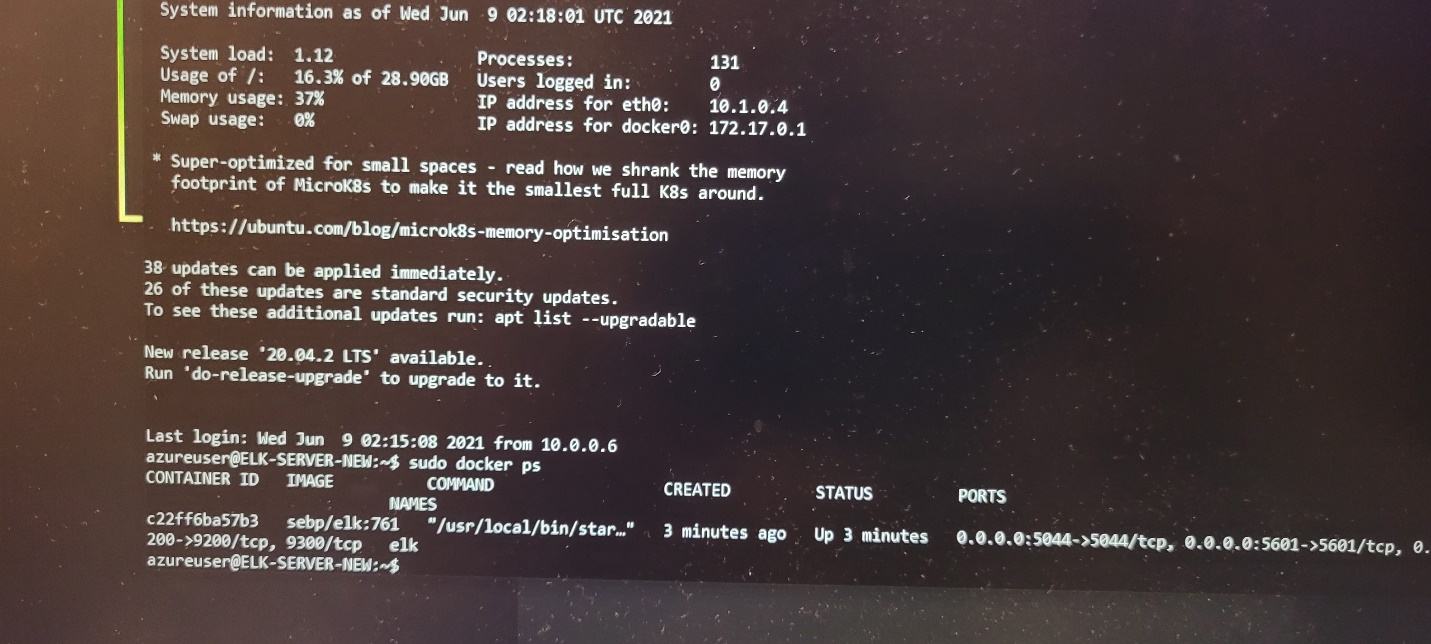 System information as of Wed Jun  9 02:18:01 UTC 2021
System load:  1.12                Processes:              131
Usage of /:   16.3% of 28.90GB   Users logged in:        0
Memory usage: 37%                 IP address for eth0:    10.1.0.4
Swap usage:   0%                  IP address for docker0: 172.17.0.1
* Super-optimized for small spaces - read how we shrank the memory
footprint of MicroK8s to make it the smallest full K8s around.
https://ubuntu.com/blog/microk8s-memory-optimisation
38 updates can be applied immediately.
26 of these updates are standard security updates.
To see these additional updates run: apt list --upgradable
New release '20.04.2 LTS' available.
Run 'do-release-upgrade' to upgrade to it.
Last login: Wed Jun  9 02:15:08 2021 from 10.0.0.6
azureuser@ELK-SERVER-NEW:~$ sudo docker ps
CONTAINER ID   IMAGE          COMMAND                  CREATED         STATUS         PORTS
NAMES
c22ff6ba57b3   sebp/elk:761   "/usr/local/bin/star…"   3 minutes ago   Up 3 minutes   0.0.0.0:5044->5044/tcp, 0.0.0.0:5601->5601/tcp, 0.
200->9200/tcp, 9300/tcp   elk
azureuser@ELK-SERVER-NEW:~$